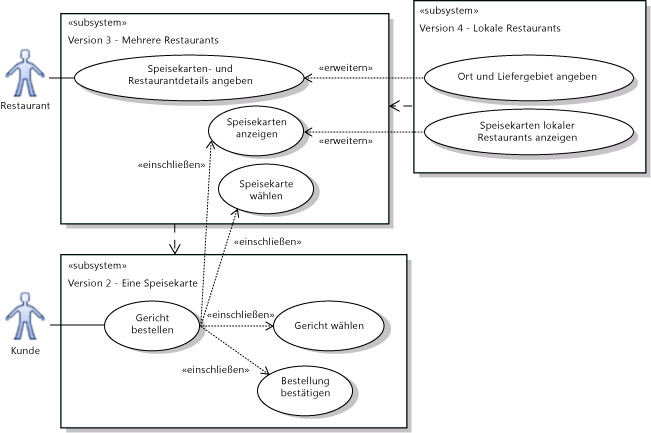 «subsystem»
Version 3 - Mehrere Restaurants
Restaurant
Speisekarten- und
Restaurantdetails angeben
Speisekarten
anzeigen
Speisekarte
wählen
«subsystem»
Version 4 - Lokale Restaurants
«erweitern»
Ort und Liefergebiet angeben
Speisekarten lokaler
Restaurants anzeigen
«erweitern»
«einschließen»
«einschließen»
«subsystem»
Version 2 - Eine Speisekarte
Kunde
Gericht
bestellen
«einschließen»
Gericht wählen
«einschließen»
Bestellung
bestätigen